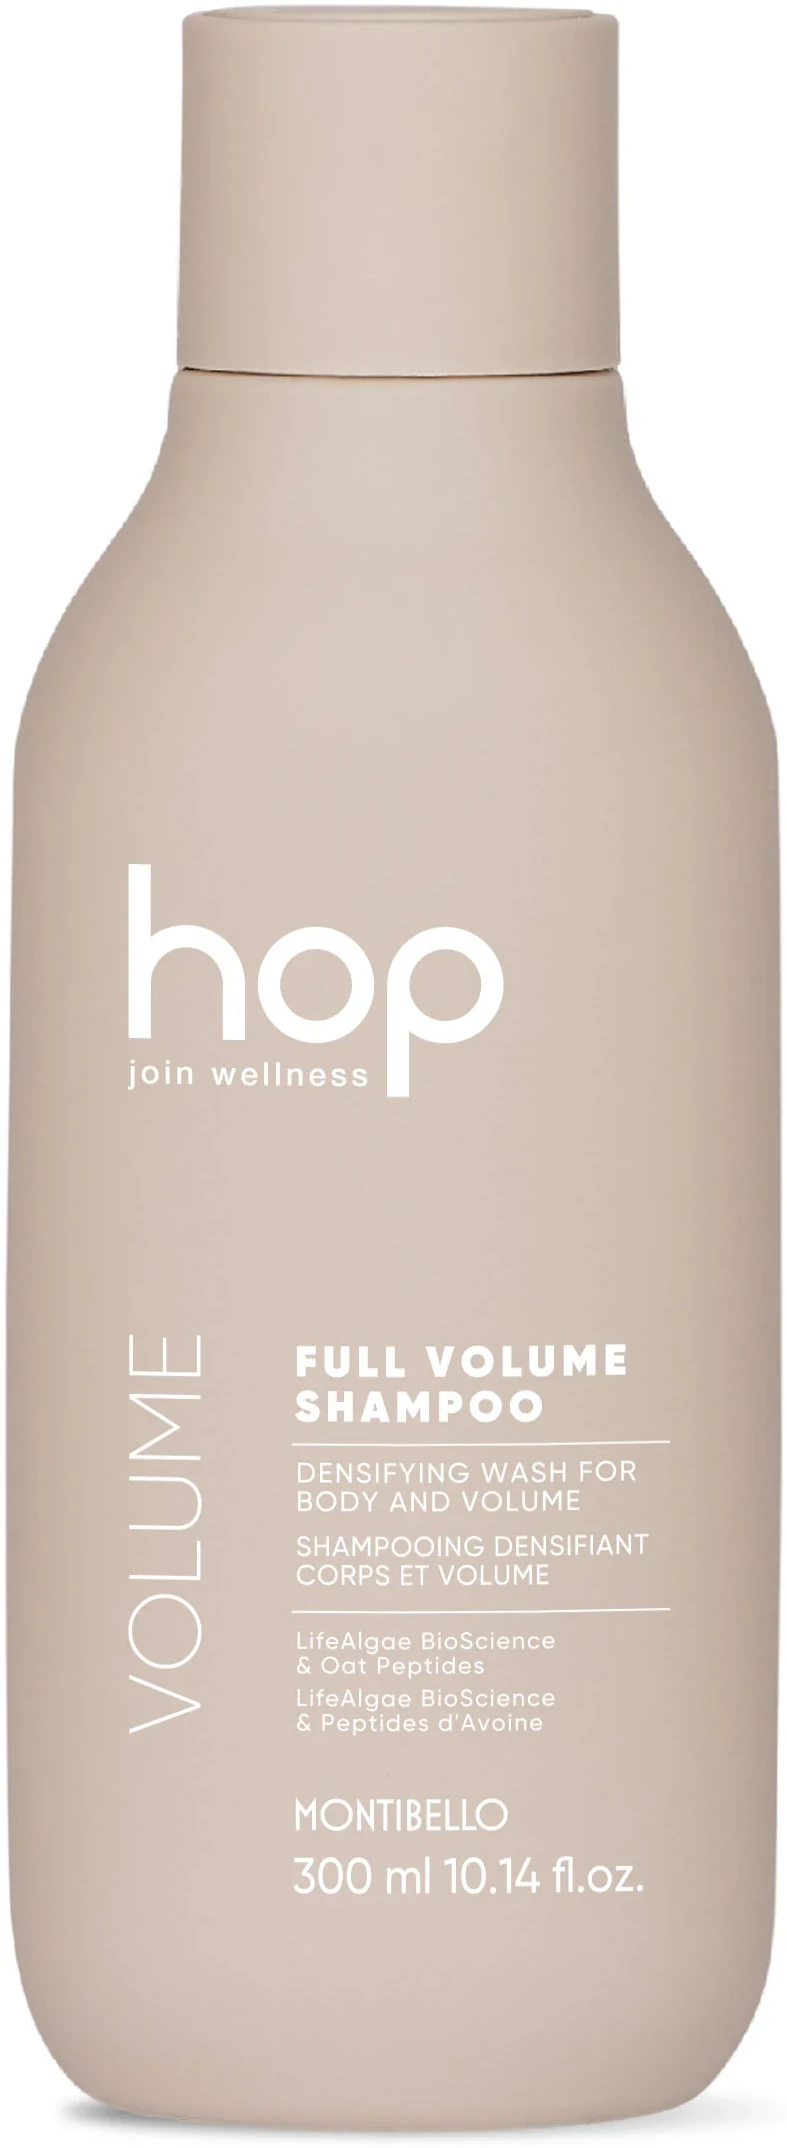 hop
join wellness
VOLUME
FULL VOLUME
SHAMPOO
DENSIFYING WASH FOR
BODY AND VOLUME
SHAMPOOING DENSIFIANT
CORPS ET VOLUME
LifeAlgae BioScience
& Oat Peptides
LifeAlgae BioScience
& Peptides d'Avoine
MONTIBELLO
300 ml 10.14 fl.oz.